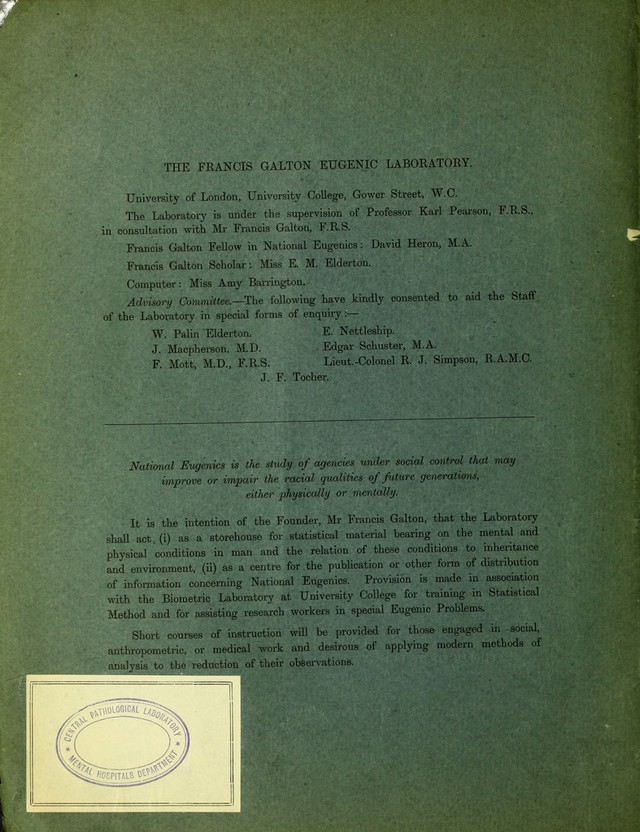 THE FRANCIS GALTON EUGENIC LABORATORY.
University of London, University College, Gower Street, W.C.
The Laboratory is under the supervision of Professor Karl Pearson, F.R.S.,
in consultation with Mr Francis Galton, F.R.S.
Francis Galton Fellow in National Eugenics: David Heron, M.A.
Francis Galton Scholar: Miss E. M. Elderton.
Computer: Miss Amy Barrington.
Advisory Committee.—The following have kindly consented to aid the Staff
of the Laboratory in special forms of enquiry:—
W. Palin Elderton. E. Nettleship.
J. Macpherson, M.D. Edgar Schuster, M.A.
F. Mott, M.D., F.R.S. Lieut.-Colonel R. J. Simpson, R.A.M.C.
J. F. Tocher.
National Eugenics is the study of agencies under social control that may
improve or impair the racial qualities of future generations,
either physically or mentally.
It is the intention of the Founder, Mr Francis Galton, that the Laboratory
shall act (i) as a storehouse for statistical material bearing on the mental and
physical conditions in man and the relation of these conditions to inheritance
and environment, (ii) as a centre for the publication or other form of distribution
of information concerning National Eugenics. Provision is made in association
with the Biometric Laboratory at University College for training in Statistical
Method and for assisting research workers in special Eugenic Problems.
Short courses of instruction will be provided for those engaged in social,
anthropometric, or medical work and desirous of applying modern methods of
analysis to the reduction of their observations.
CENTRAL PATHOLOGICAL LABORATORY
* MENTAL HOSPITALS DEPARTMENT *